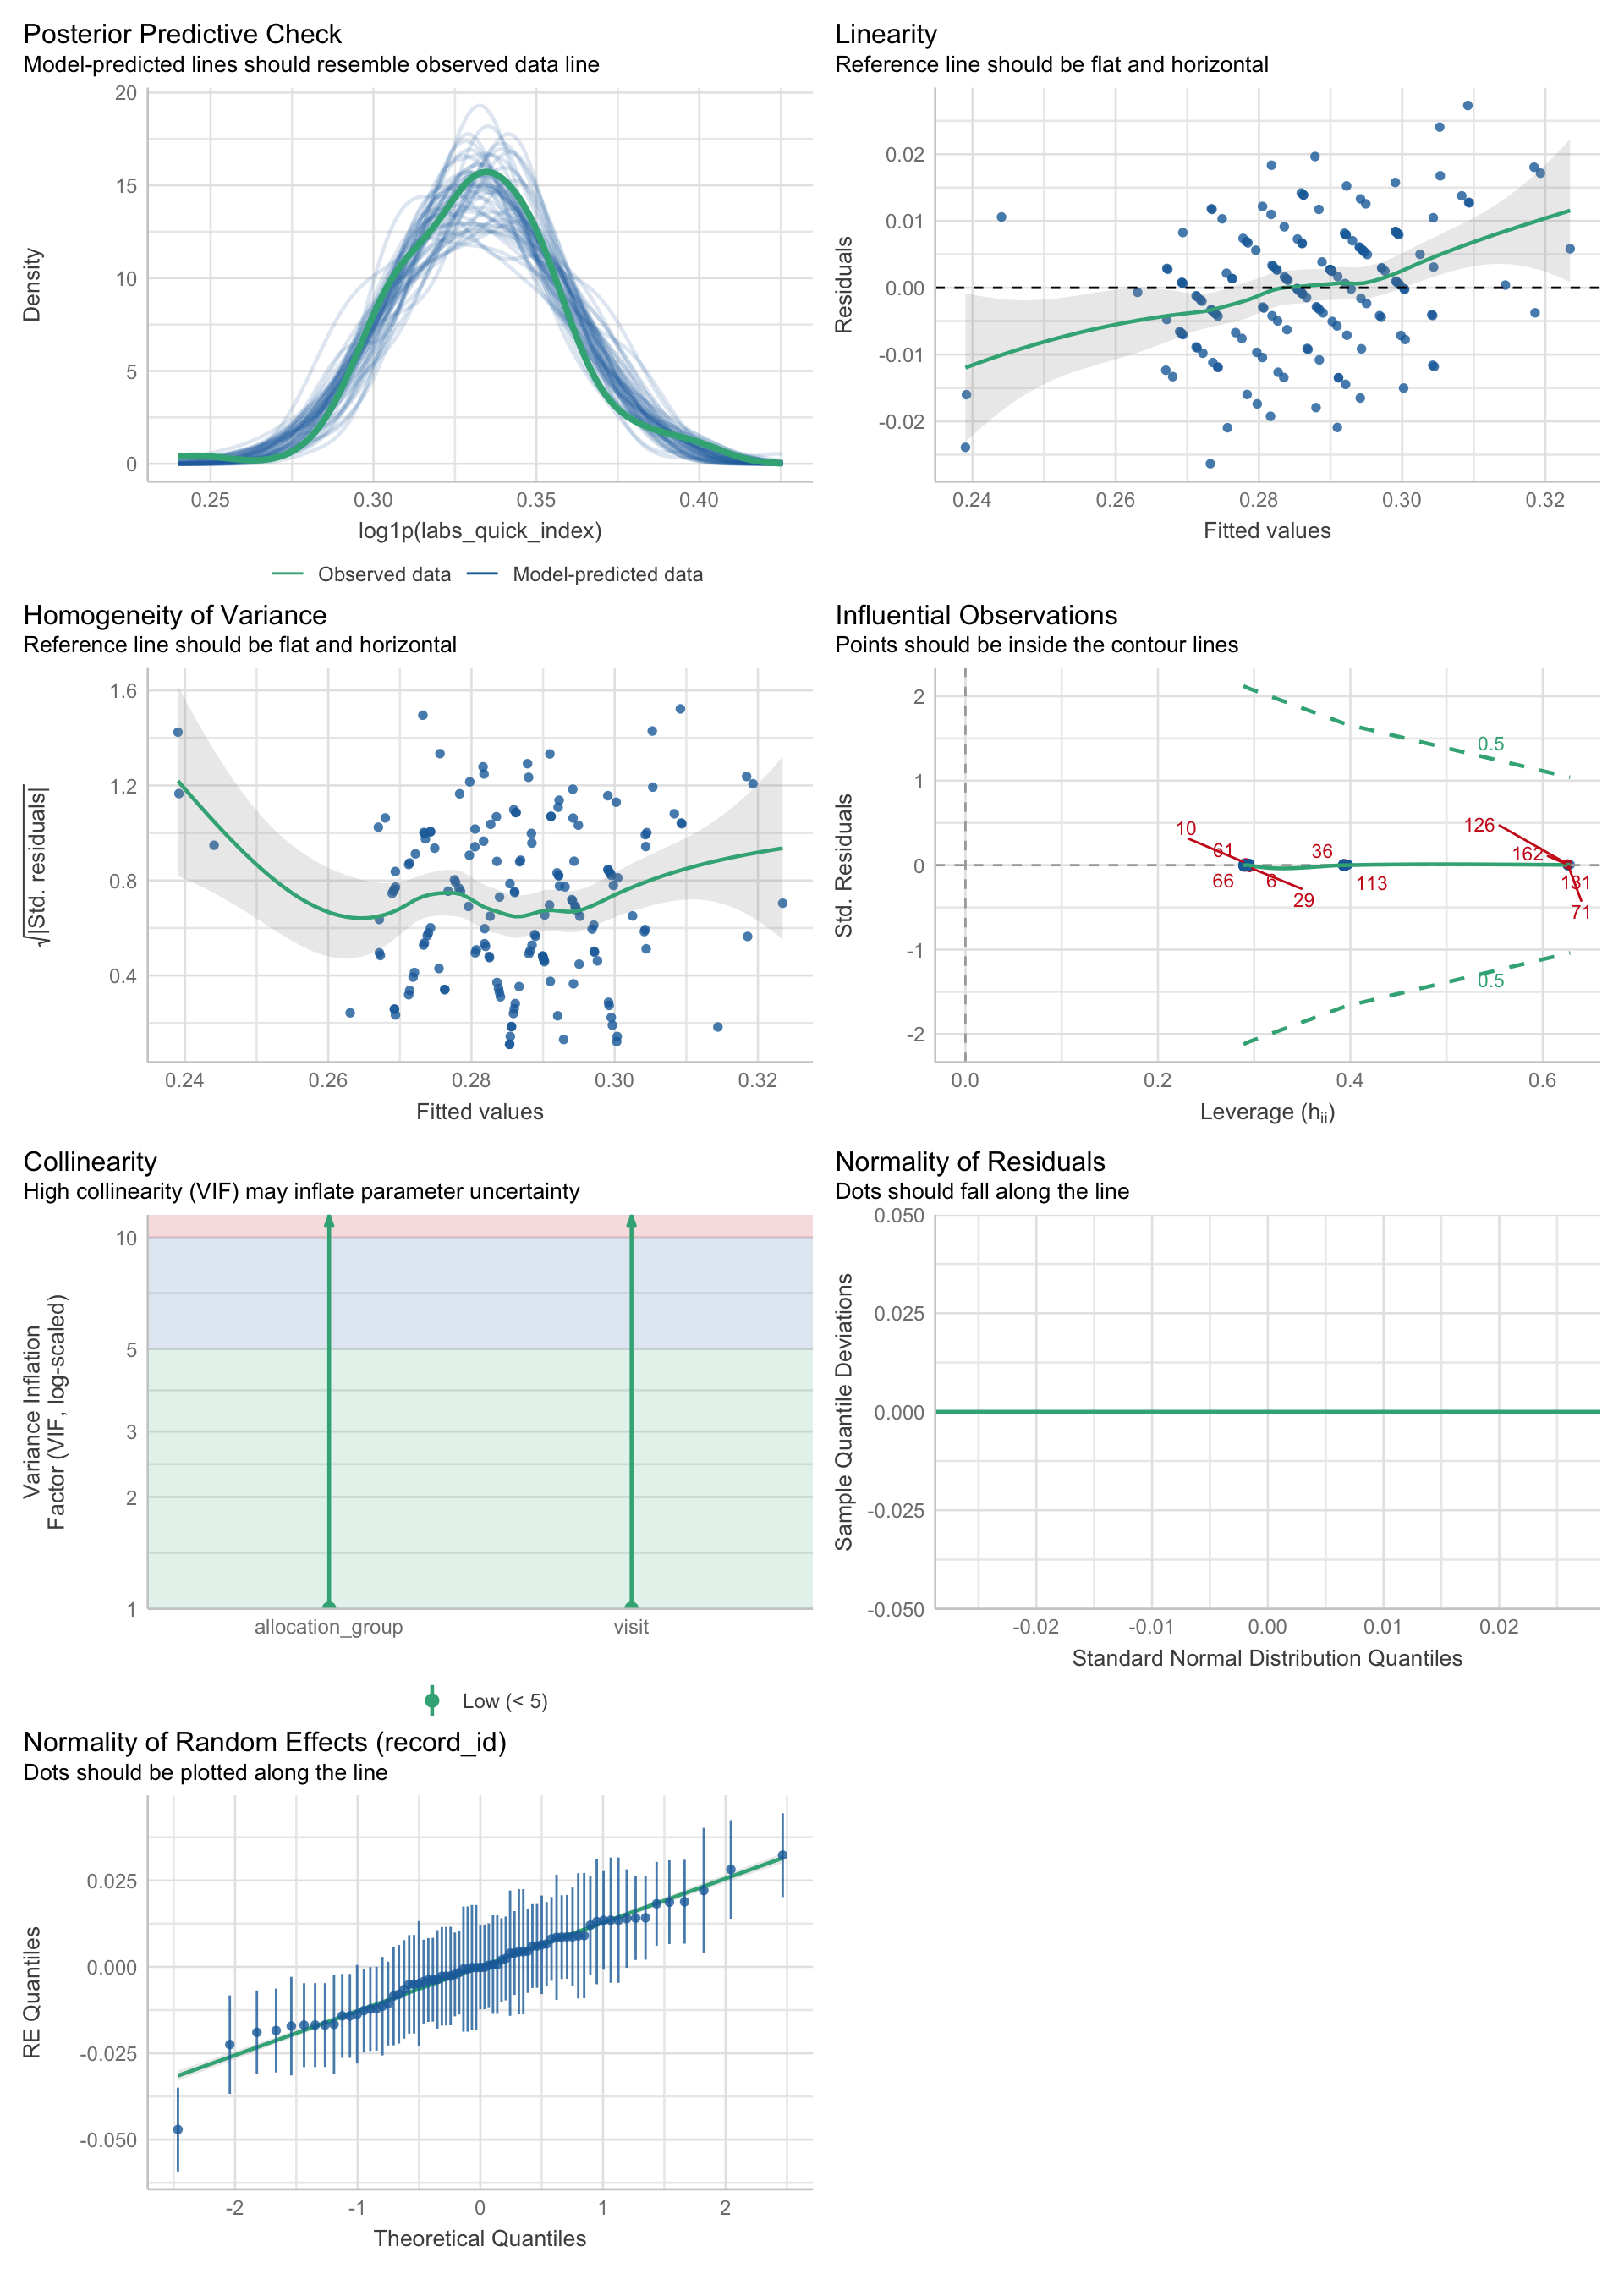 Posterior Predictive Check
Model-predicted lines should resemble observed data line
20
15
10
5
0
Density
0.25 0.30 0.35 0.40
log1p(labs_quick_index)
Observed data Model-predicted data
Linearity
Reference line should be flat and horizontal
0.02
0.01
0.00
-0.01
-0.02
Residuals
0.24 0.26 0.28 0.30 0.32
Fitted values
Homogeneity of Variance
Reference line should be flat and horizontal
1.6
1.2
0.8
0.4
√|Std. residuals|
0.24 0.26 0.28 0.30 0.32
Fitted values
Influential Observations
Points should be inside the contour lines
2
1
0
-1
-2
Std. Residuals
0.5
10
61
66
6
29
36
113
126
162
131
71
0.5
0.0 0.2 0.4 0.6
Leverage (hii)
Collinearity
High collinearity (VIF) may inflate parameter uncertainty
10
5
3
2
1
Variance Inflation
Factor (VIF, log-scaled)
allocation_group visit
Low (< 5)
Normality of Residuals
Dots should fall along the line
0.050
0.025
0.000
-0.025
-0.050
Sample Quantile Deviations
-0.02 -0.01 0.00 0.01 0.02
Standard Normal Distribution Quantiles
Normality of Random Effects (record_id)
Dots should be plotted along the line
0.025
0.000
-0.025
-0.050
RE Quantiles
-2 -1 0 1 2
Theoretical Quantiles